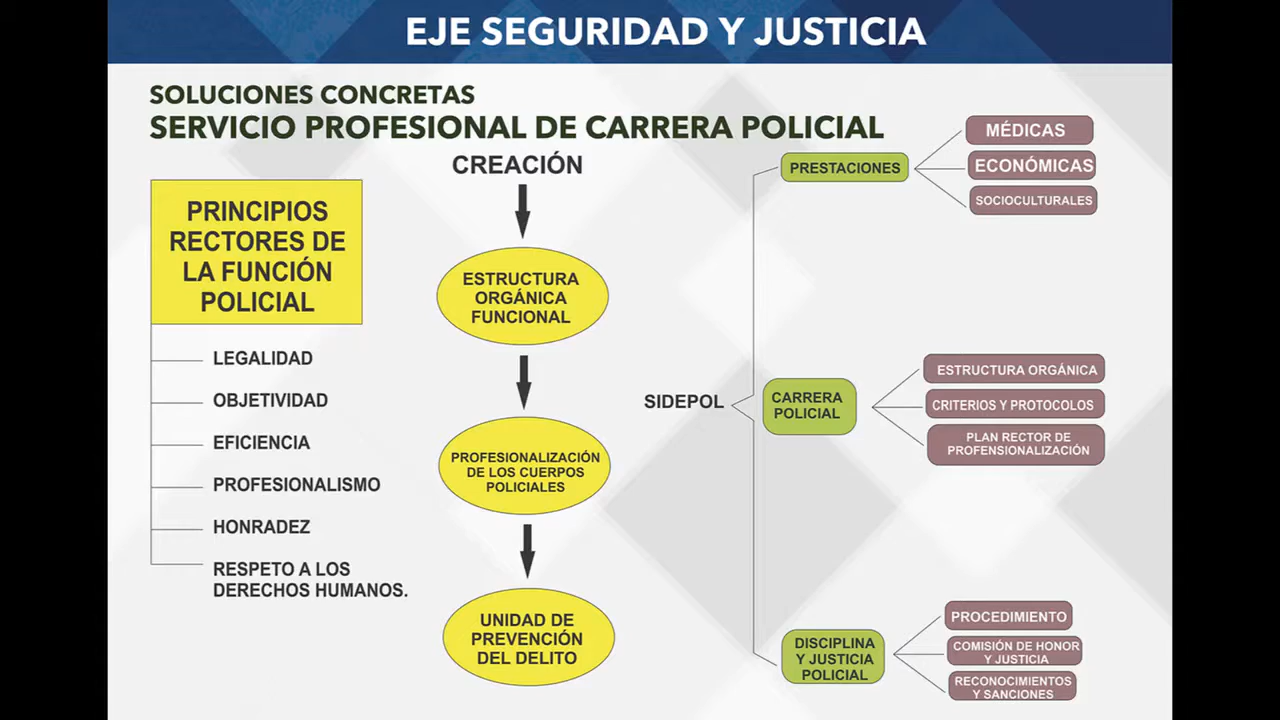 EJE SEGURIDAD Y JUSTICIA
SOLUCIONES CONCRETAS
SERVICIO PROFESIONAL DE CARRERA POLICIAL
PRINCIPIOS
RECTORES DE
LA FUNCIÓN
POLICIAL
LEGALIDAD
OBJETIVIDAD
EFICIENCIA
PROFESIONALISMO
HONRADEZ
RESPETO A LOS
DERECHOS HUMANOS.
CREACIÓN
ESTRUCTURA
ORGÁNICA
FUNCIONAL
PROFESIONALIZACIÓN
DE LOS CUERPOS
POLICIALES
UNIDAD DE
PREVENCIÓN
DEL DELITO
SIDEPOL
PRESTACIONES
MÉDICAS
ECONÓMICAS
SOCIOCULTURALES
CARRERA
POLICIAL
ESTRUCTURA ORGÁNICA
CRITERIOS Y PROTOCOLOS
PLAN RECTOR DE
PROFENSIONALIZACIÓN
DISCIPLINA
Y JUSTICIA
POLICIAL
PROCEDIMIENTO
COMISIÓN DE HONOR
Y JUSTICIA
RECONOCIMIENTOS
Y SANCIONES